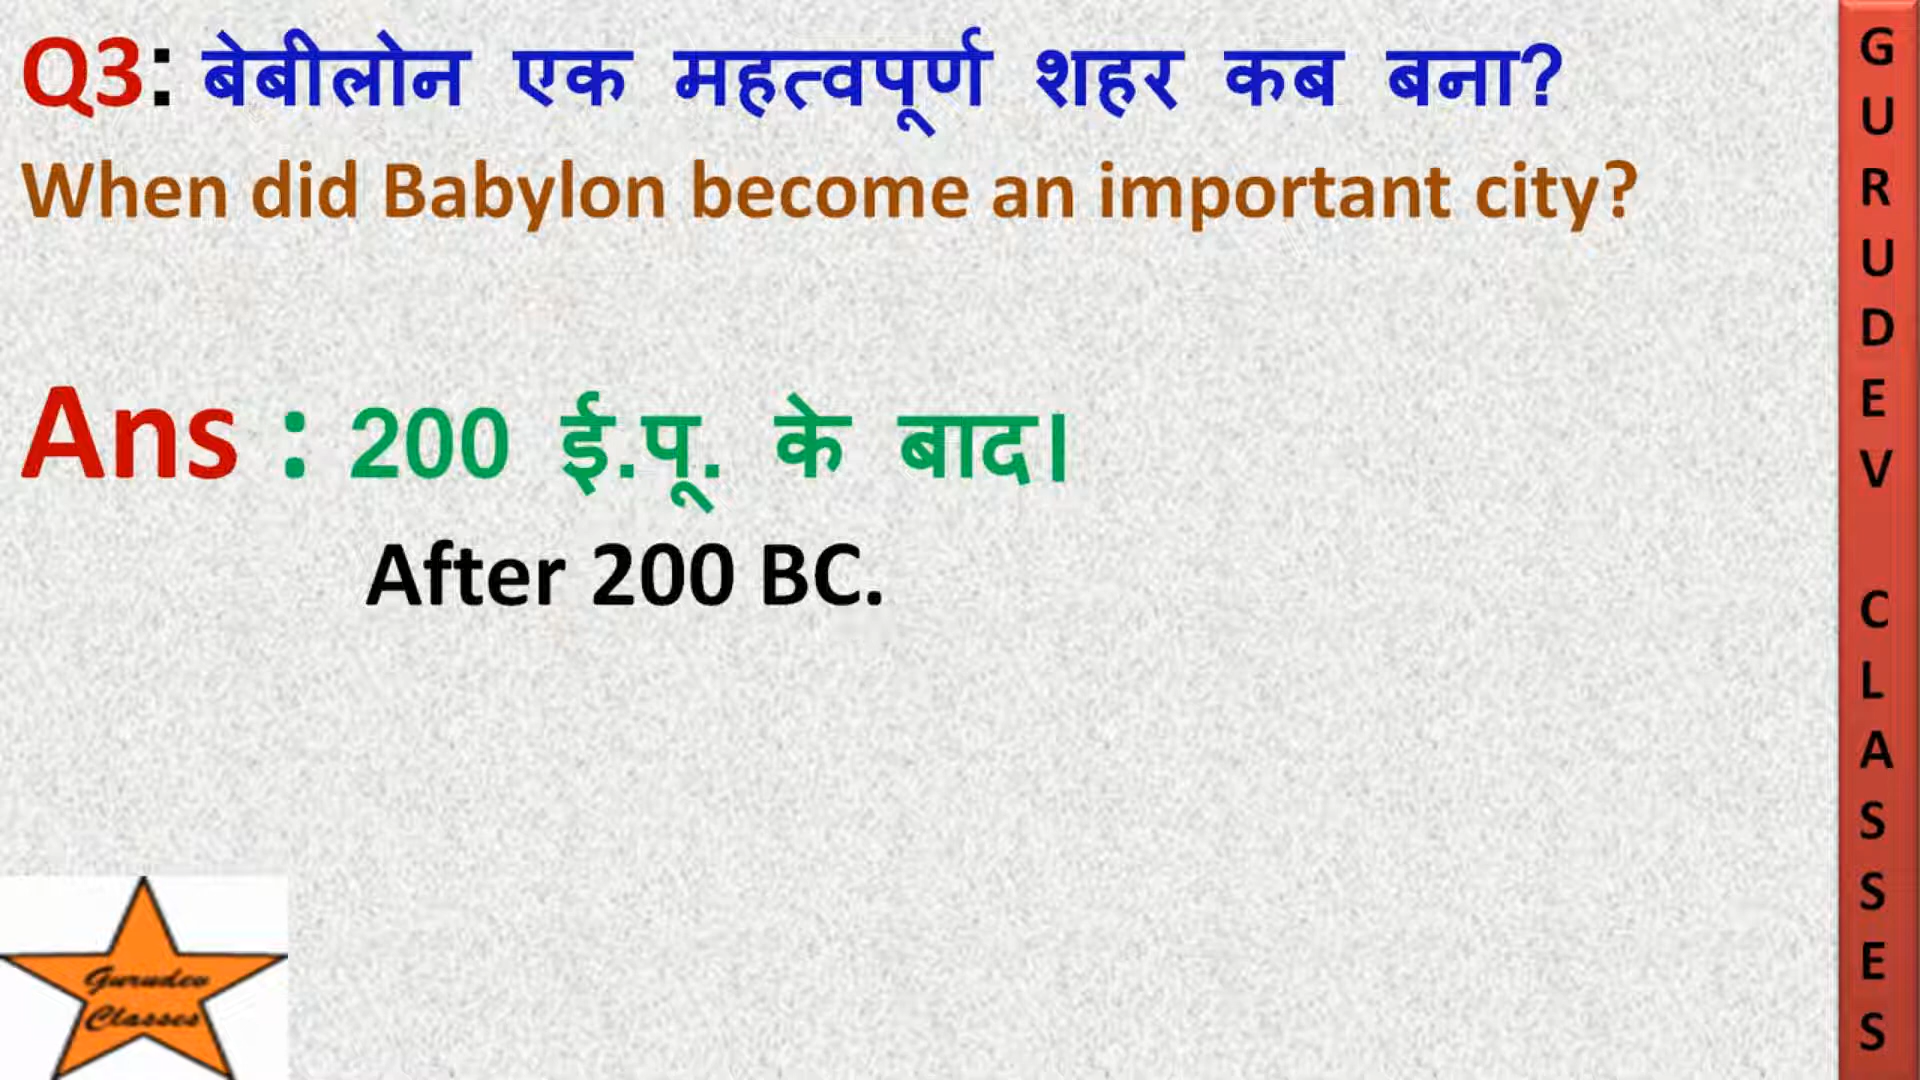 Q3: बेबीलोन एक महत्वपूर्ण शहर कब बना?
When did Babylon become an important city?
Ans : 200 ई.पू. के बाद।
After 200 BC.
Gurudev
Classes
GURUDEV CLASSES